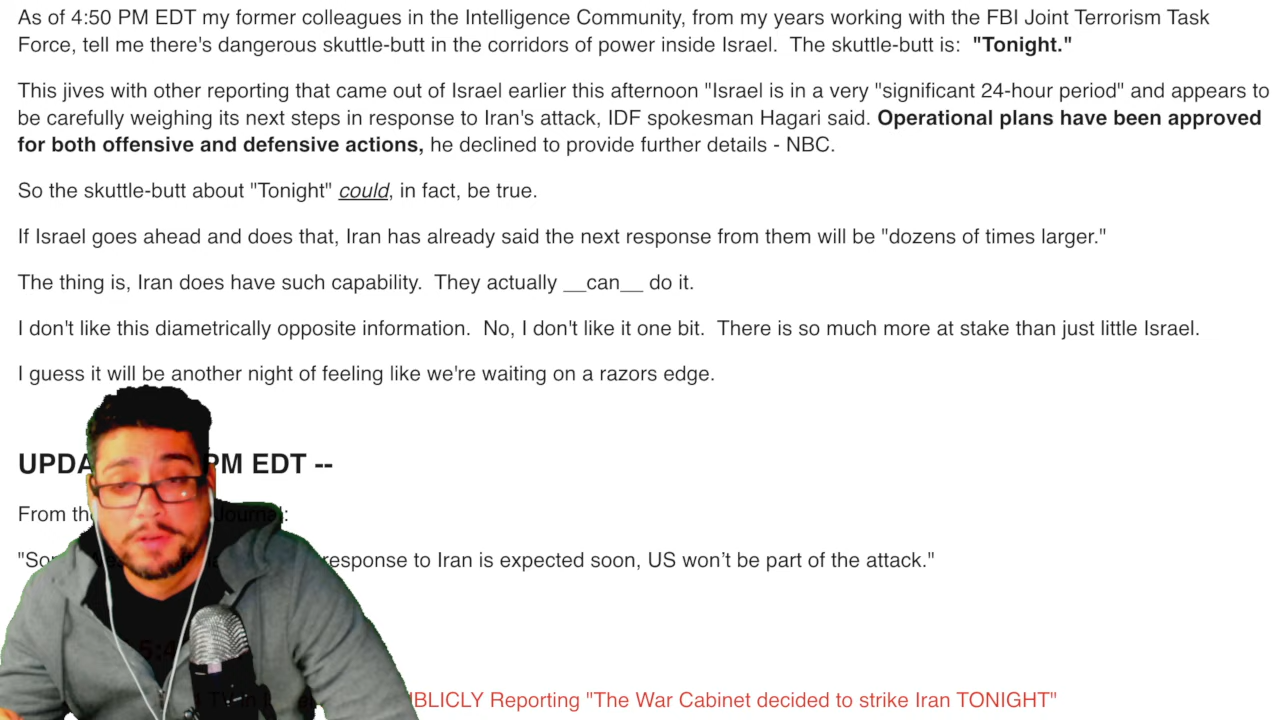 As of 4:50 PM EDT my former colleagues in the Intelligence Community, from my years working with the FBI Joint Terrorism Task
Force, tell me there's dangerous skuttle-butt in the corridors of power inside Israel. The skuttle-butt is: "Tonight."
This jives with other reporting that came out of Israel earlier this afternoon "Israel is in a very "significant 24-hour period" and appears to
be carefully weighing its next steps in response to Iran's attack, IDF spokesman Hagari said. Operational plans have been approved
for both offensive and defensive actions, he declined to provide further details - NBC.
So the skuttle-butt about "Tonight" could, in fact, be true.
If Israel goes ahead and does that, Iran has already said the next response from them will be "dozens of times larger."
The thing is, Iran does have such capability. They actually __can__ do it.
I don't like this diametrically opposite information. No, I don't like it one bit. There is so much more at stake than just little Israel.
I guess it will be another night of feeling like we're waiting on a razors edge.
PM EDT --
From Journal:
response to Iran is expected soon, US won't be part of the attack."
Reporting "The War Cabinet decided to strike Iran TONIGHT"